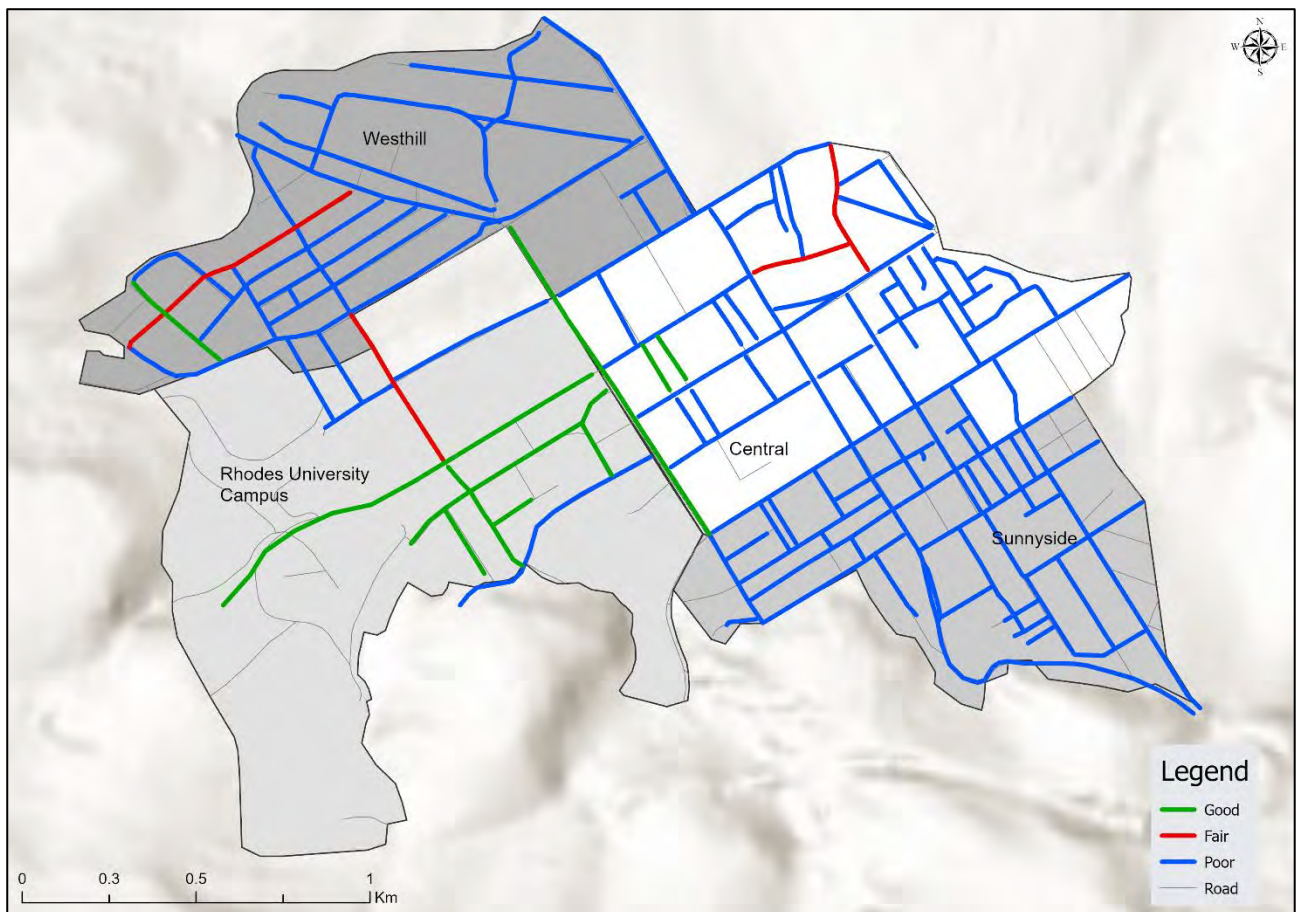 N
W E
S
Westhill
Central
Rhodes University
Campus
Sunnyside
Legend
Good
Fair
Poor
Road
0 0.3 0.5 1
Km